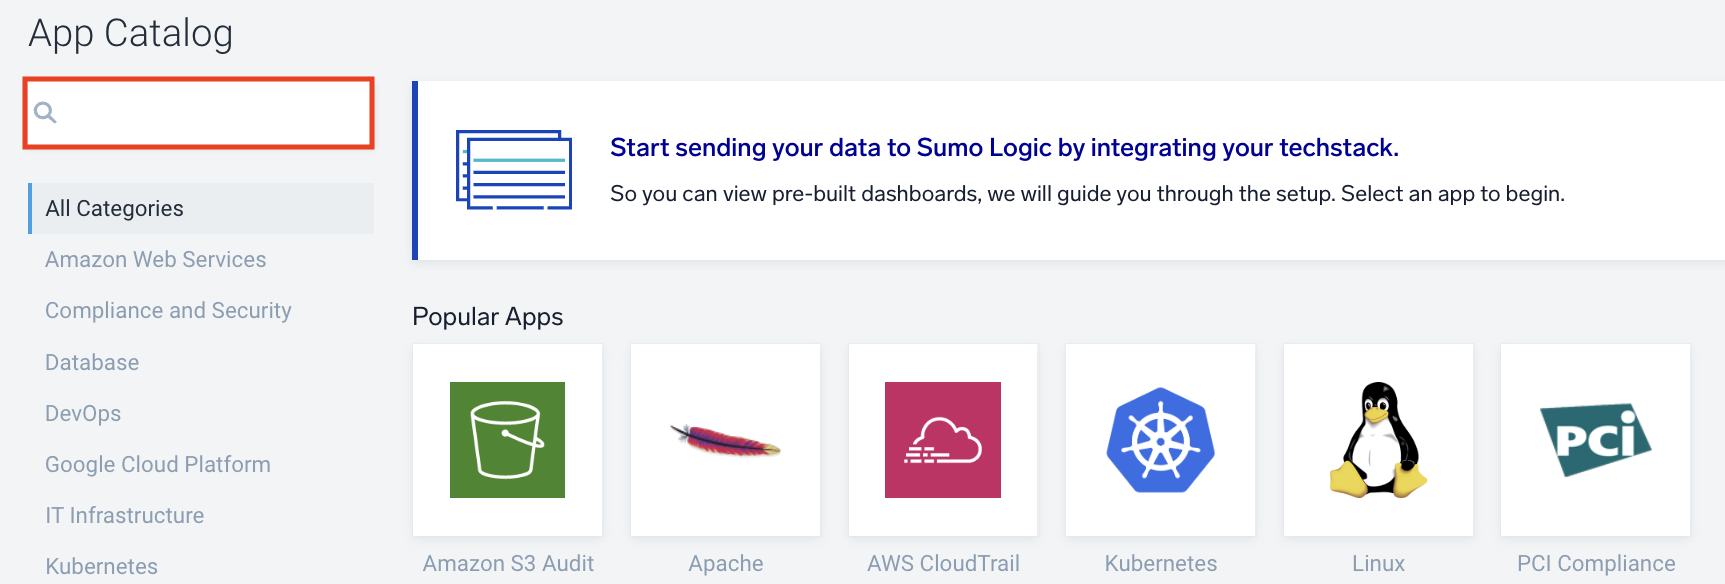 App Catalog
All Categories
Amazon Web Services
Compliance and Security
Database
DevOps
Google Cloud Platform
IT Infrastructure
Kubernetes
Start sending your data to Sumo Logic by integrating your techstack.
So you can view pre-built dashboards, we will guide you through the setup. Select an app to begin.
Popular Apps
PCi
Amazon S3 Audit
Apache
AWS CloudTrail
Kubernetes
Linux
PCI Compliance